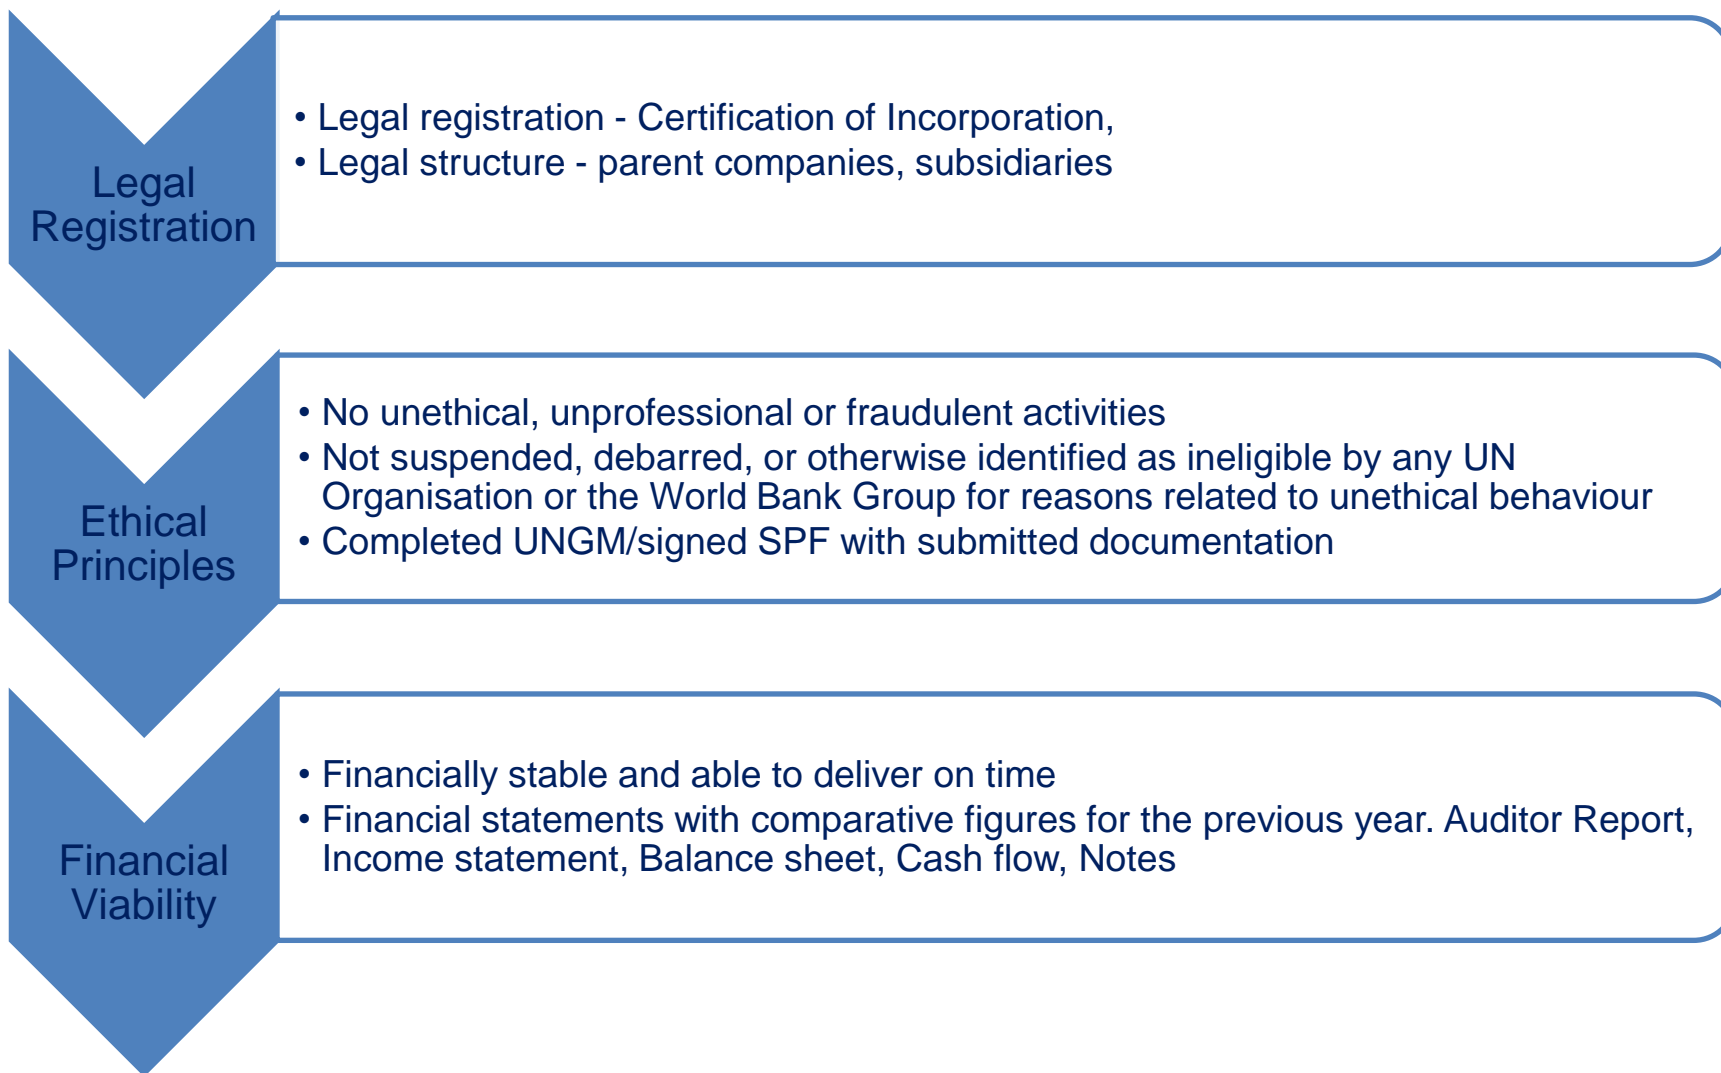 Legal
Registration
• Legal registration - Certification of Incorporation,
• Legal structure - parent companies, subsidiaries
Ethical
Principles
• No unethical, unprofessional or fraudulent activities
• Not suspended, debarred, or otherwise identified as ineligible by any UN
Organisation or the World Bank Group for reasons related to unethical behaviour
• Completed UNGM/signed SPF with submitted documentation
Financial
Viability
• Financially stable and able to deliver on time
• Financial statements with comparative figures for the previous year. Auditor Report,
Income statement, Balance sheet, Cash flow, Notes